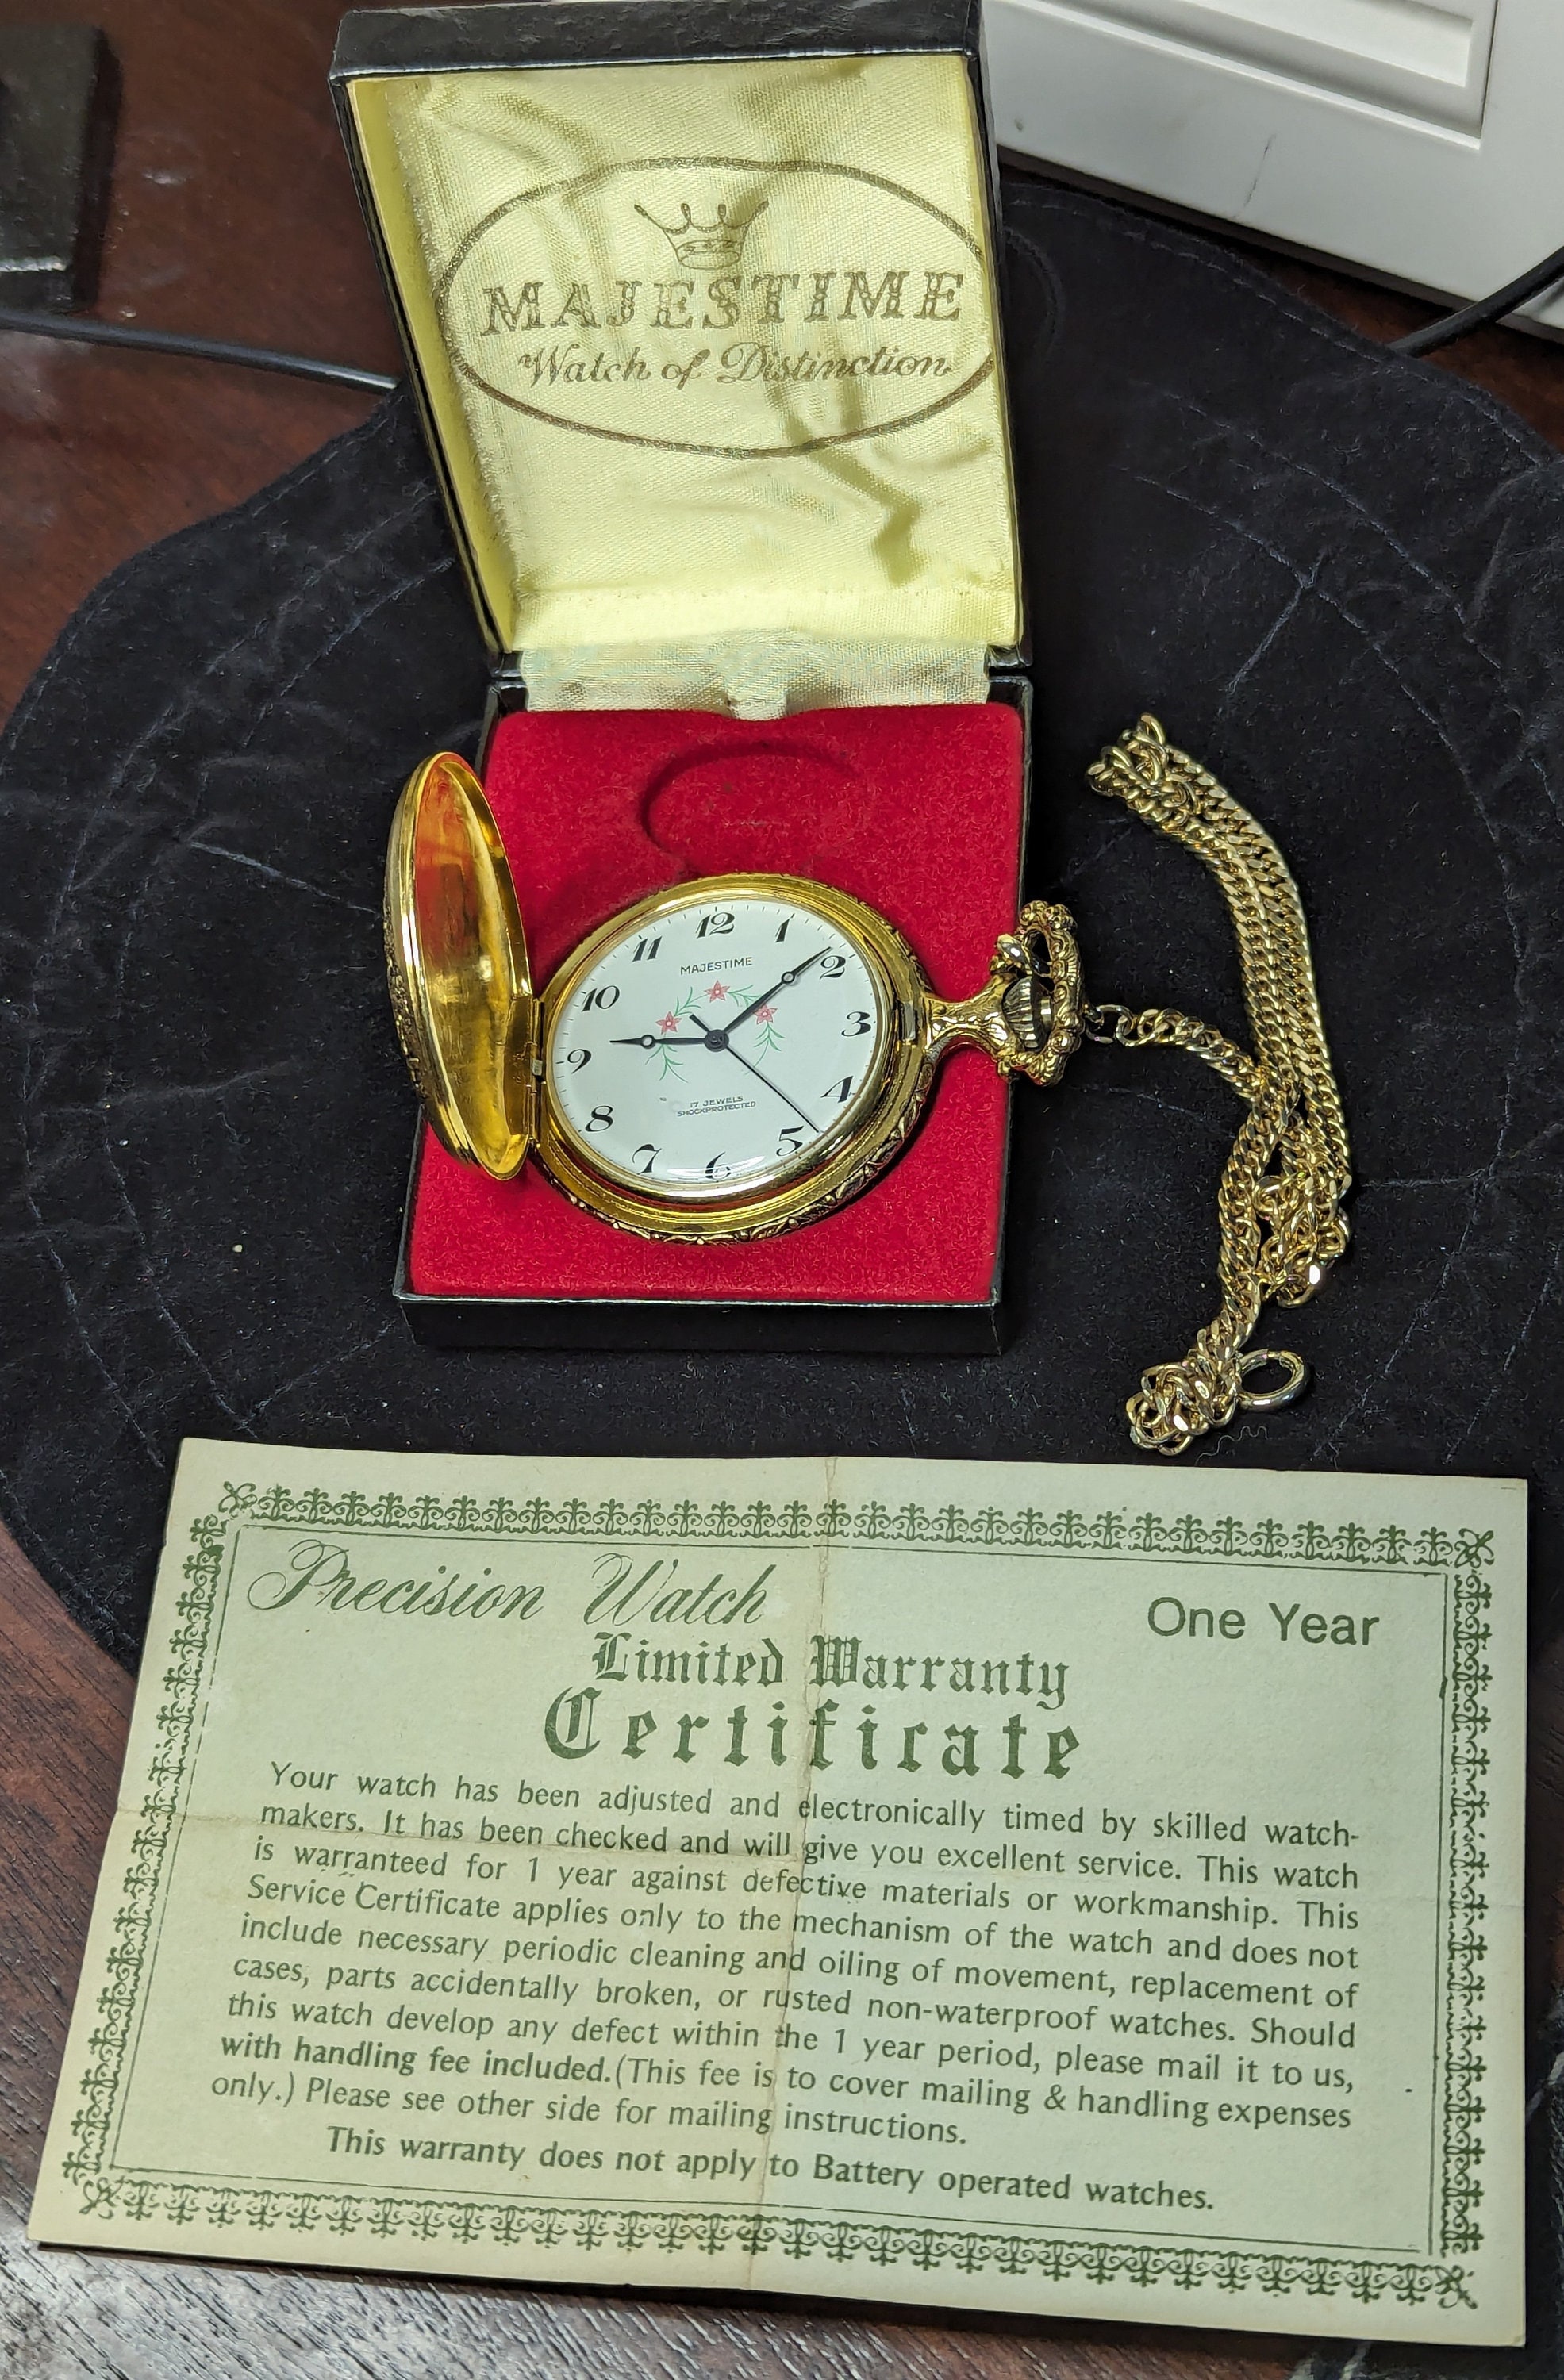 MAJESTIME
Watch of Distinction
12
1
2
3
4
5
6
7
8
9
10
11
MAJESTIME
17 JEWELS
SHOCKPROTECTED
Precision Watch
One Year
Limited Warranty
Certificate
Your watch has been adjusted and electronically timed by skilled watch-
makers. It has been checked and will give you excellent service. This watch
is warranteed for 1 year against defective materials or workmanship. This
Service Certificate applies only to the mechanism of the watch and does not
include necessary periodic cleaning and oiling of movement, replacement of
cases, parts accidentally broken, or rusted non-waterproof watches. Should
this watch develop any defect within the 1 year period, please mail it to us,
with handling fee included.(This fee is to cover mailing & handling expenses
only.) Please see other side for mailing instructions.
This warranty does not apply to Battery operated watches.